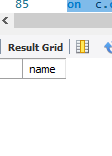 85 on c.
Result Grid
name